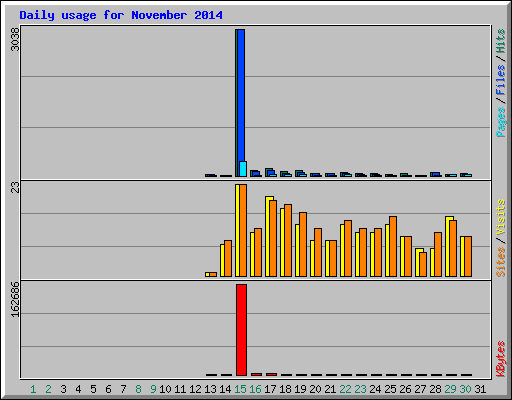 Daily usage for November 2014
3038
Pages / Files / Hits
23
Sites / Visits
162686
KBytes
1 2 3 4 5 6 7 8 9 10 11 12 13 14 15 16 17 18 19 20 21 22 23 24 25 26 27 28 29 30 31